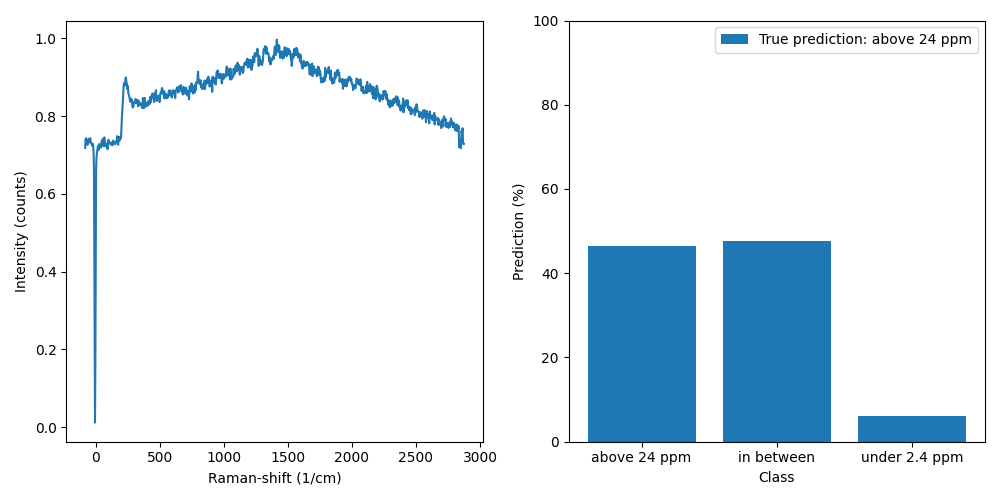 1.0
0.8
0.6
0.4
0.2
0.0
Intensity (counts)
0 500 1000 1500 2000 2500 3000
Raman-shift (1/cm)
100
80
60
40
20
0
Prediction (%)
True prediction: above 24 ppm
above 24 ppm in between under 2.4 ppm
Class